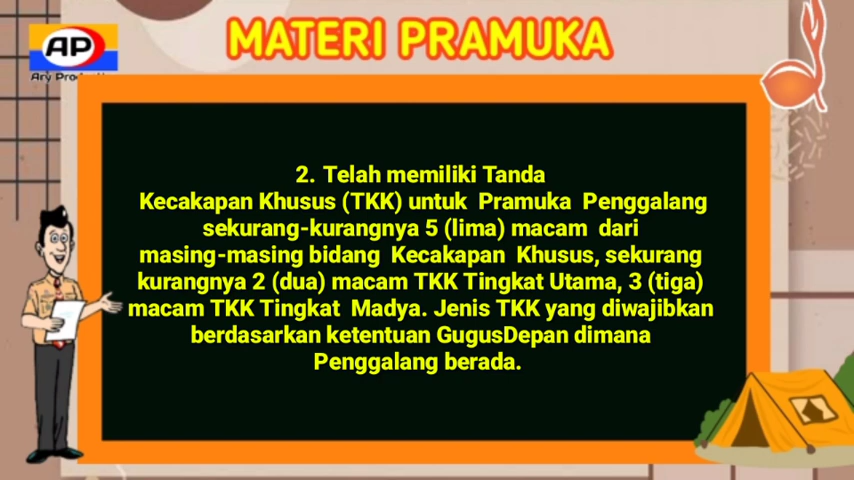 MATERI PRAMUKA
AP
2. Telah memiliki Tanda
Kecakapan Khusus (TKK) untuk Pramuka Penggalang
sekurang-kurangnya 5 (lima) macam dari
masing-masing bidang Kecakapan Khusus, sekurang
kurangnya 2 (dua) macam TKK Tingkat Utama, 3 (tiga)
macam TKK Tingkat Madya. Jenis TKK yang diwajibkan
berdasarkan ketentuan GugusDepan dimana
Penggalang berada.